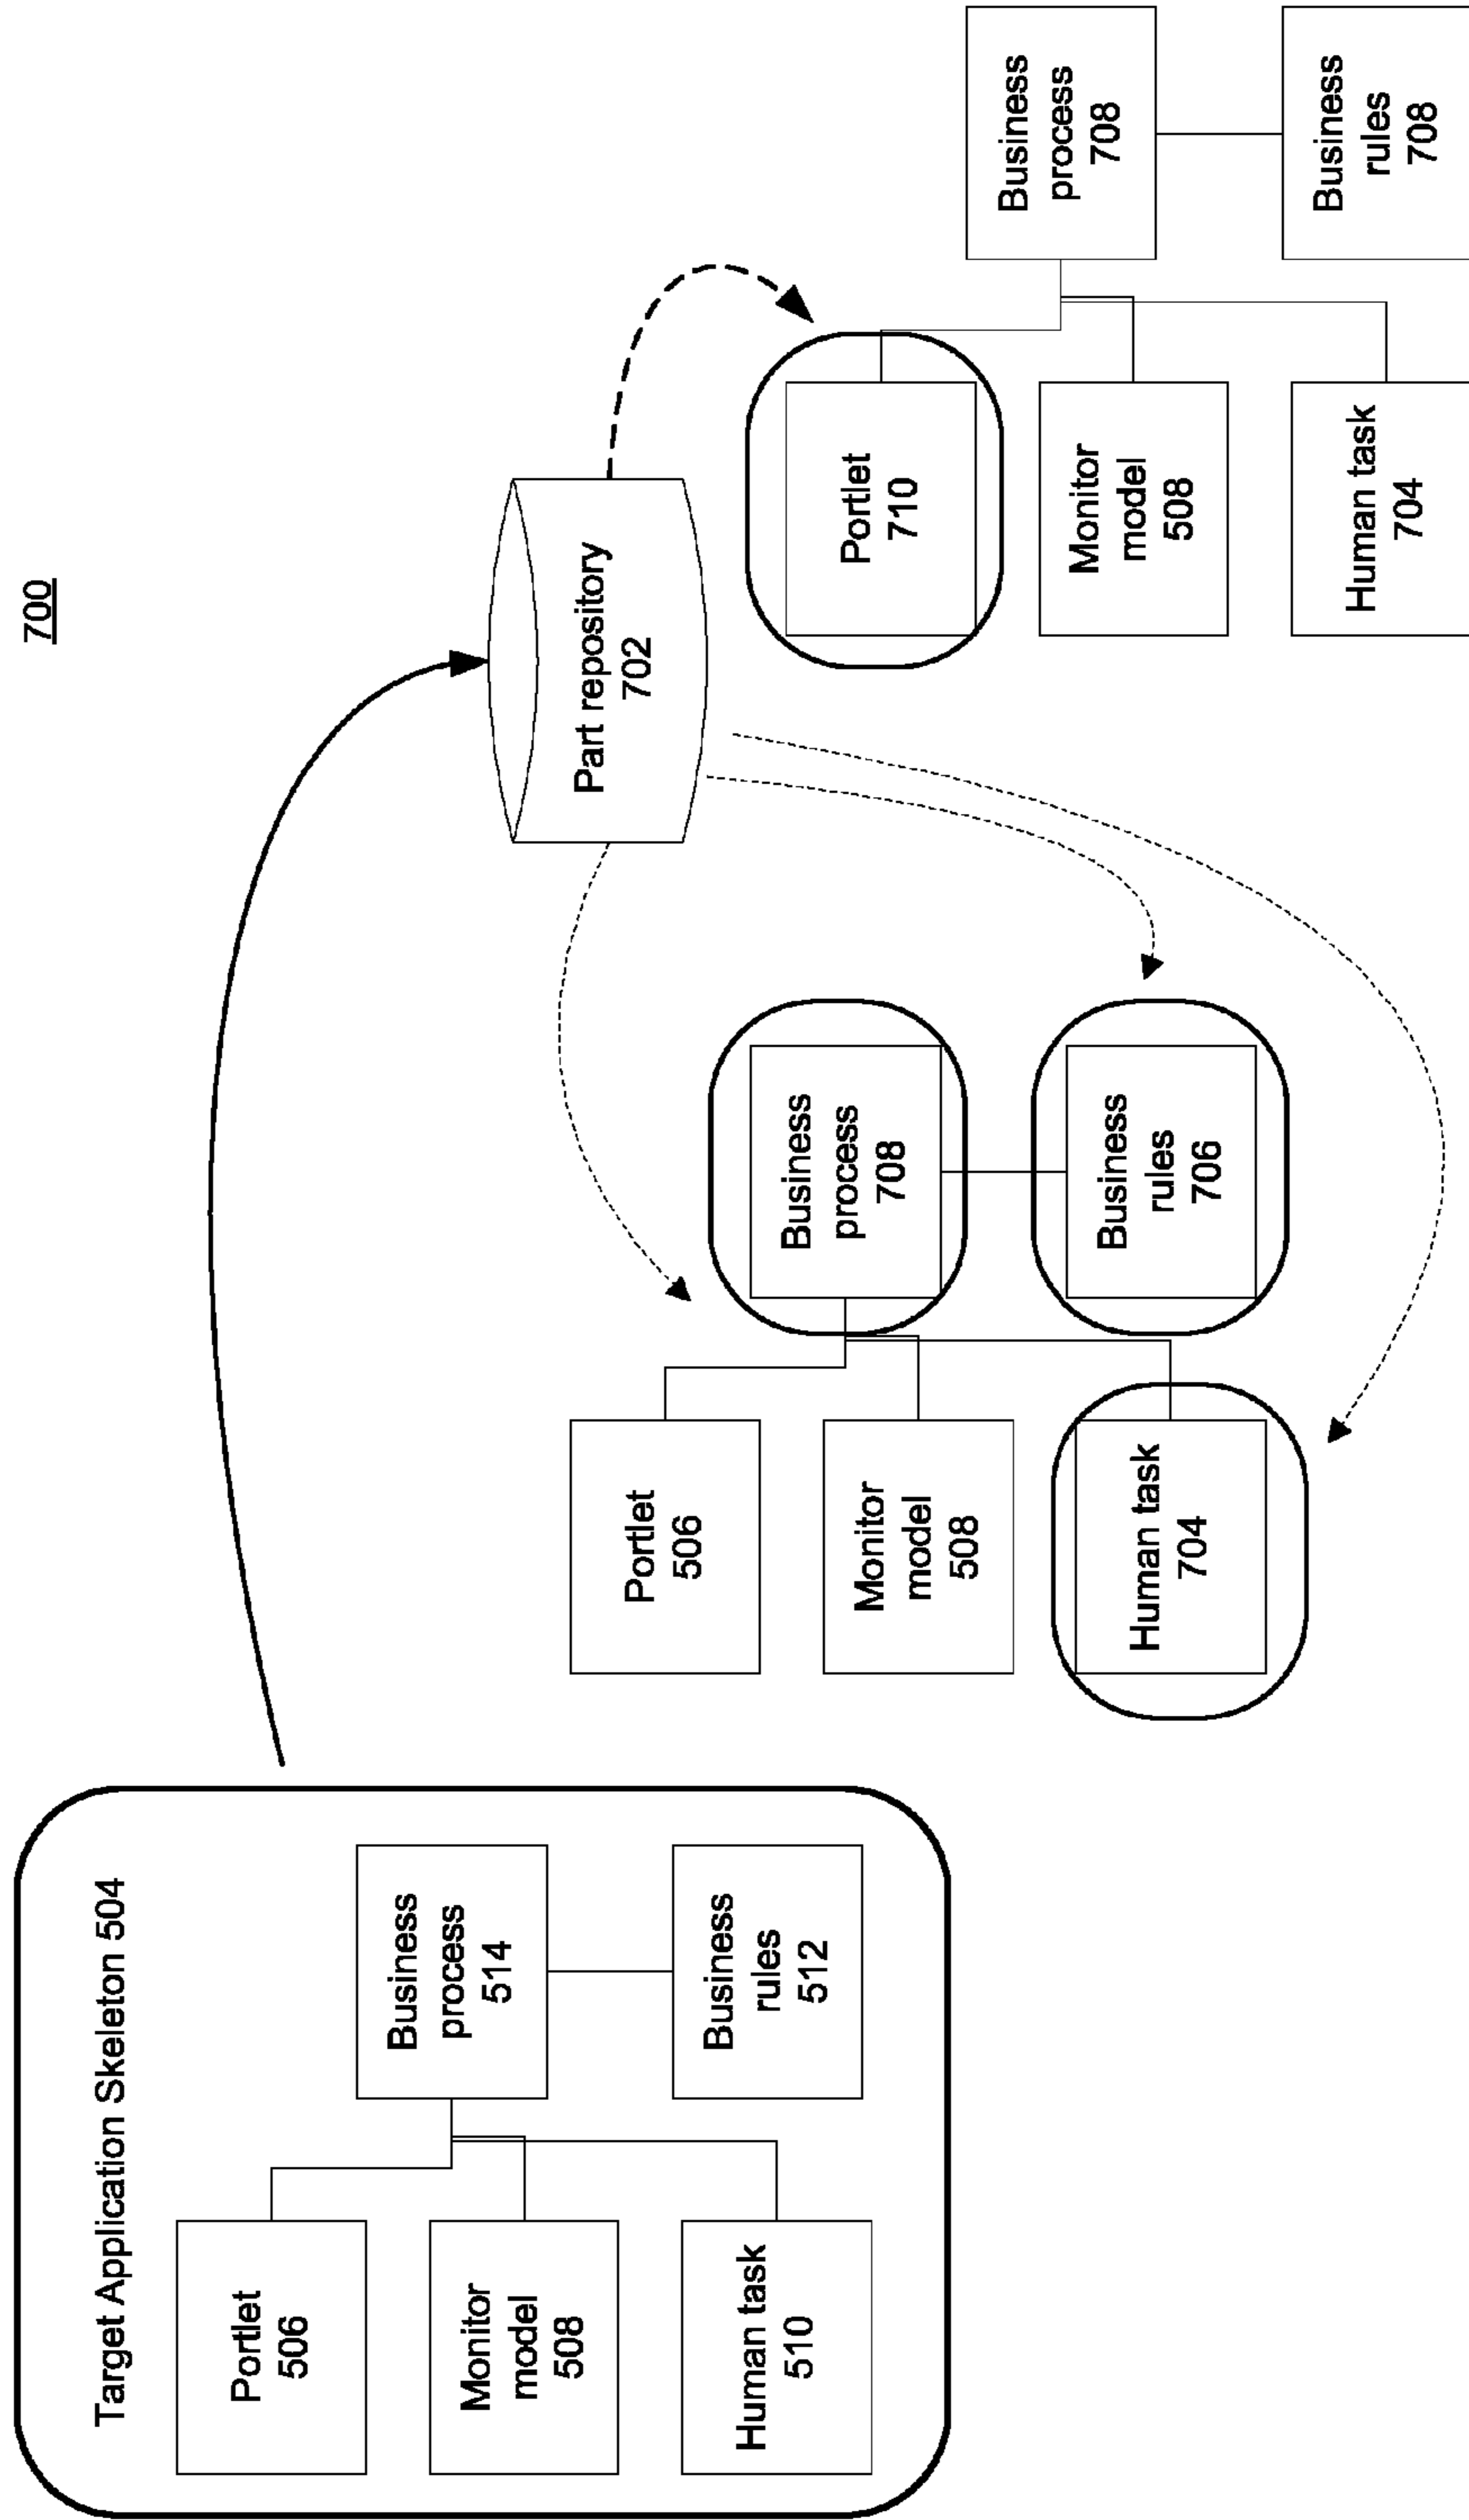 700
Target Application Skeleton 504
Portlet
506
Monitor
model
508
Human task
510
Business
process
514
Business
rules
512
Part repository
702
Portlet
506
Monitor
model
508
Human task
704
Business
process
708
Business
rules
706
Portlet
710
Monitor
model
508
Human task
704
Business
process
708
Business
rules
708